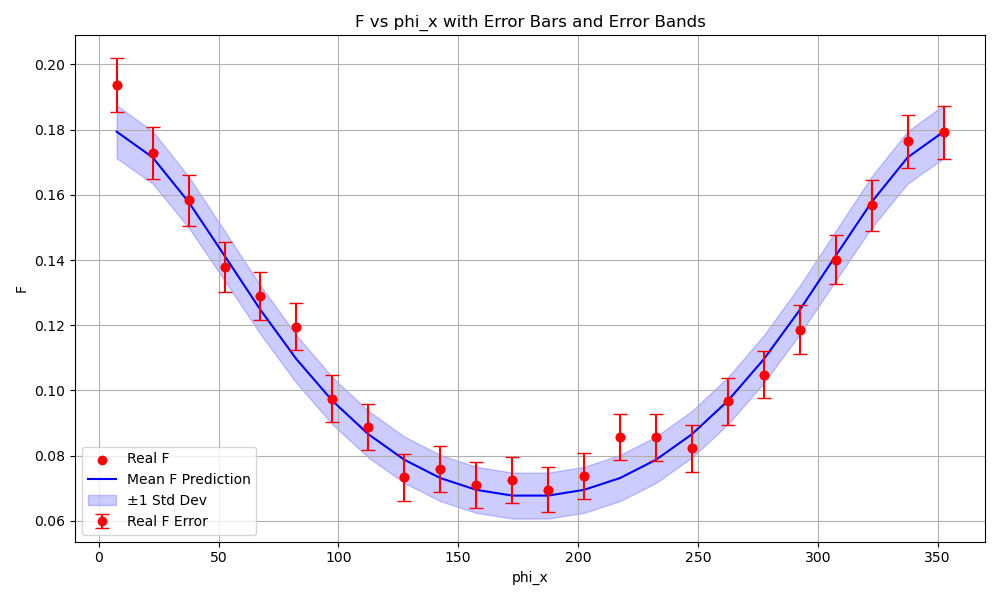 F vs phi_x with Error Bars and Error Bands
F
0.20
0.18
0.16
0.14
0.12
0.10
0.08
0.06
Real F
Mean F Prediction
±1 Std Dev
Real F Error
0 50 100 150 200 250 300 350
phi_x